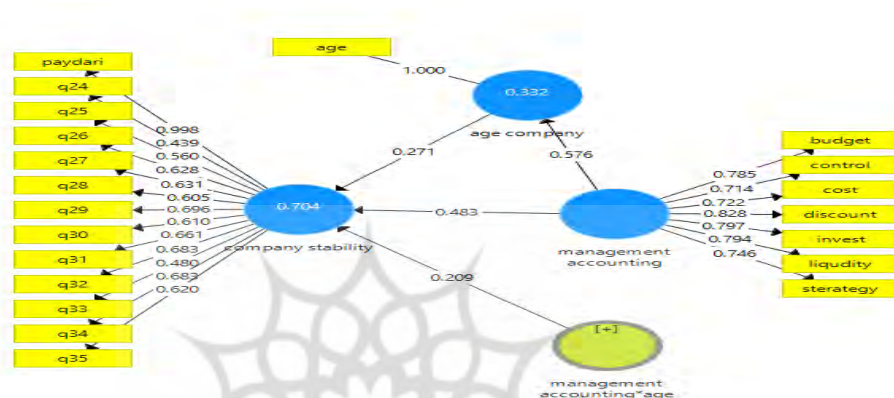 age
paydari
q24
q25
q26
q27
q28
q29
q30
q31
q32
q33
q34
q35
0.998
0.439
0.560
0.628
0.631
0.605
0.696
0.610
0.661
0.683
0.480
0.683
0.620
0.704
company stability
1.000
0.332
age company
0.271
0.576
0.483
0.209
management
accounting
[+]
management
accounting*age
0.785
0.714
0.722
0.828
0.797
0.794
0.746
budget
control
cost
discount
invest
liqudity
sterategy